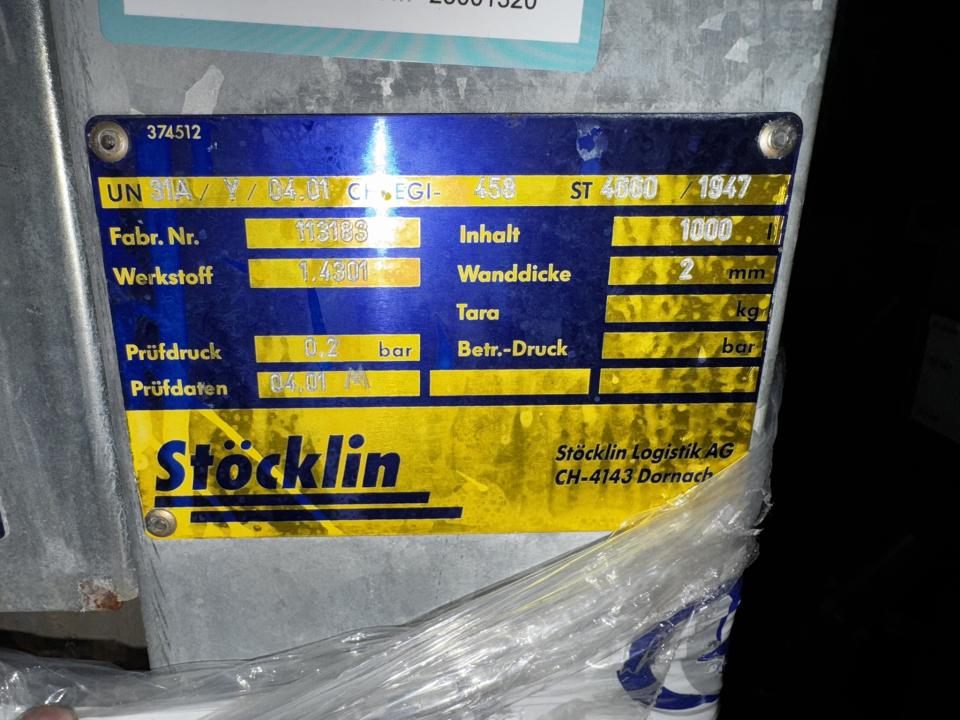 20001520
374512
UN 31A / Y / 04.01 CH EGI- 458 ST 4060 / 1947
Fabr. Nr. 113183 Inhalt 1000 l
Werkstoff 1.4301 Wanddicke 2 mm
Tara kg
Prüfdruck 0.2 bar Betr.-Druck bar
Prüfdaten 04.01 M
Stöcklin
Stöcklin Logistik AG
CH-4143 Dornach